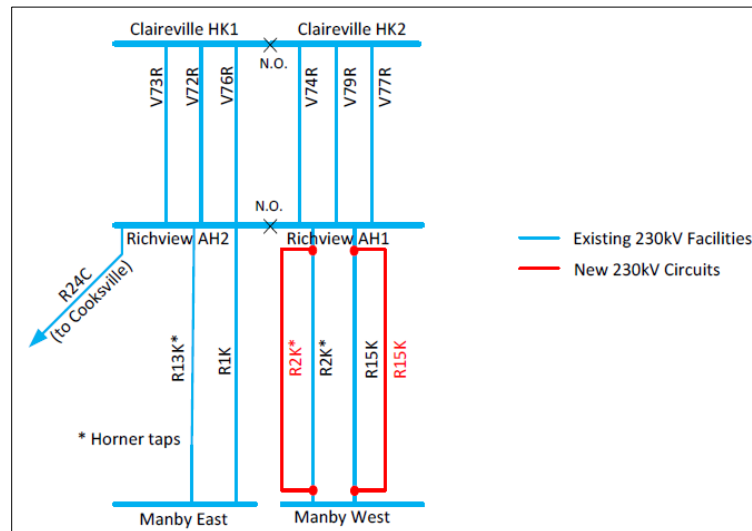 Claireville HK1
Claireville HK2
N.O.
V73R
V72R
V76R
V74R
V79R
V77R
N.O.
Richview AH2
Richview AH1
R24C
(to Cooksville)
R13K*
R1K
R2K*
R2K*
R15K
R15K
* Horner taps
Manby East
Manby West
Existing 230kV Facilities
New 230kV Circuits